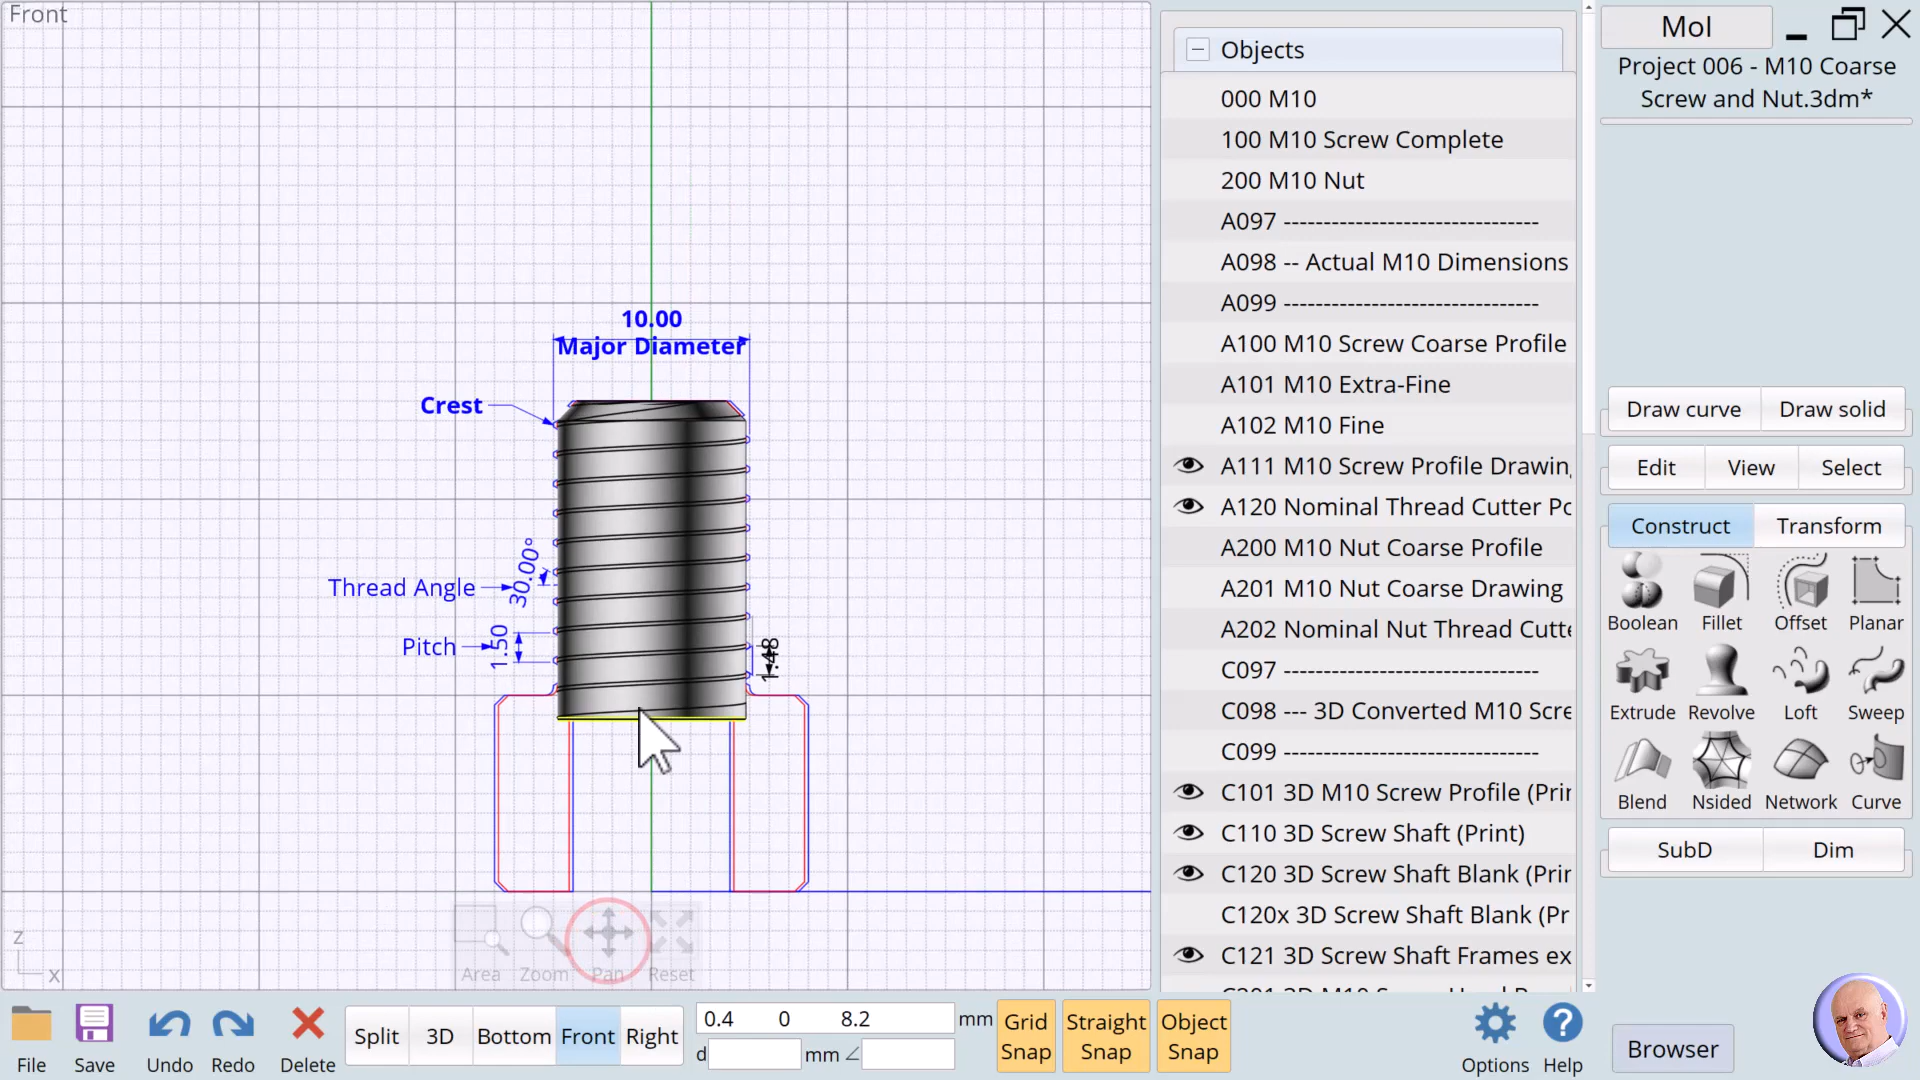 Front
10.00
Major Diameter
Crest
Thread Angle
30.00°
Pitch
1.50
1.48
z
x
Area
Zoom
Pan
Reset
Objects
000 M10
100 M10 Screw Complete
200 M10 Nut
A097 -------------------------------
A098 -- Actual M10 Dimensions
A099 -------------------------------
A100 M10 Screw Coarse Profile
A101 M10 Extra-Fine
A102 M10 Fine
A111 M10 Screw Profile Drawin
A120 Nominal Thread Cutter Po
A200 M10 Nut Coarse Profile
A201 M10 Nut Coarse Drawing
A202 Nominal Nut Thread Cutte
C097 -------------------------------
C098 --- 3D Converted M10 Scre
C099 -------------------------------
C101 3D M10 Screw Profile (Prin
C110 3D Screw Shaft (Print)
C120 3D Screw Shaft Blank (Prin
C120x 3D Screw Shaft Blank (Pr
C121 3D Screw Shaft Frames ex
MoI
Project 006 - M10 Coarse
Screw and Nut.3dm*
Draw curve
Draw solid
Edit
View
Select
Construct
Transform
Boolean
Fillet
Offset
Planar
Extrude
Revolve
Loft
Sweep
Blend
Nsided
Network
Curve
SubD
Dim
File
Save
Undo
Redo
Delete
Split
3D
Bottom
Front
Right
0.4 0 8.2 mm
d mm ∠
Grid
Snap
Straight
Snap
Object
Snap
Options
Help
Browser